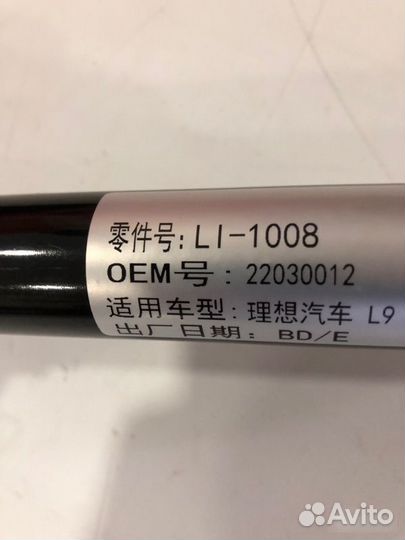 零件号: LI-1008
OEM号 : 22030012
适用车型: 理想汽车 L9
出厂日期: BD/E
Avito